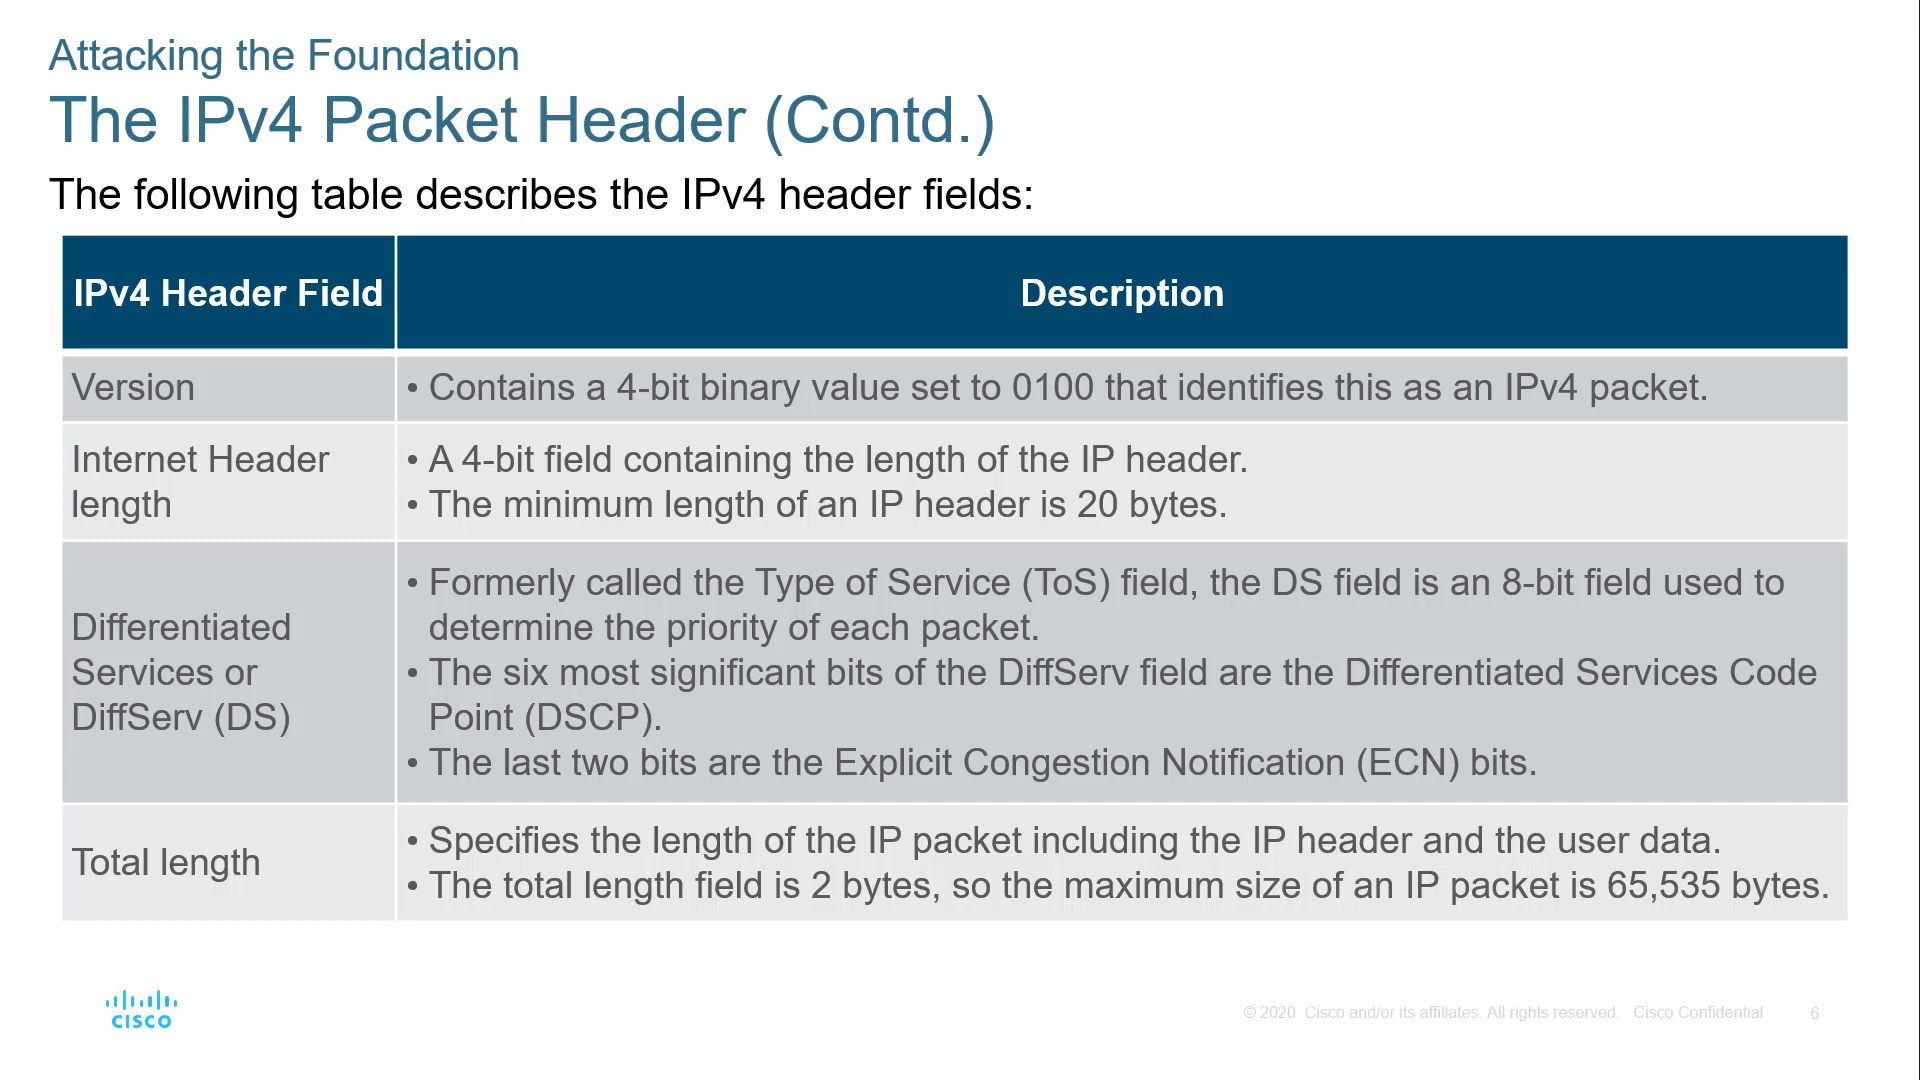 Attacking the Foundation
The IPv4 Packet Header (Contd.)
The following table describes the IPv4 header fields:
IPv4 Header Field
Description
Version
• Contains a 4-bit binary value set to 0100 that identifies this as an IPv4 packet.
Internet Header
length
• A 4-bit field containing the length of the IP header.
• The minimum length of an IP header is 20 bytes.
Differentiated
Services or
DiffServ (DS)
• Formerly called the Type of Service (ToS) field, the DS field is an 8-bit field used to
determine the priority of each packet.
• The six most significant bits of the DiffServ field are the Differentiated Services Code
Point (DSCP).
• The last two bits are the Explicit Congestion Notification (ECN) bits.
Total length
• Specifies the length of the IP packet including the IP header and the user data.
• The total length field is 2 bytes, so the maximum size of an IP packet is 65,535 bytes.
CISCO
© 2020 Cisco and/or its affiliates. All rights reserved. Cisco Confidential
6